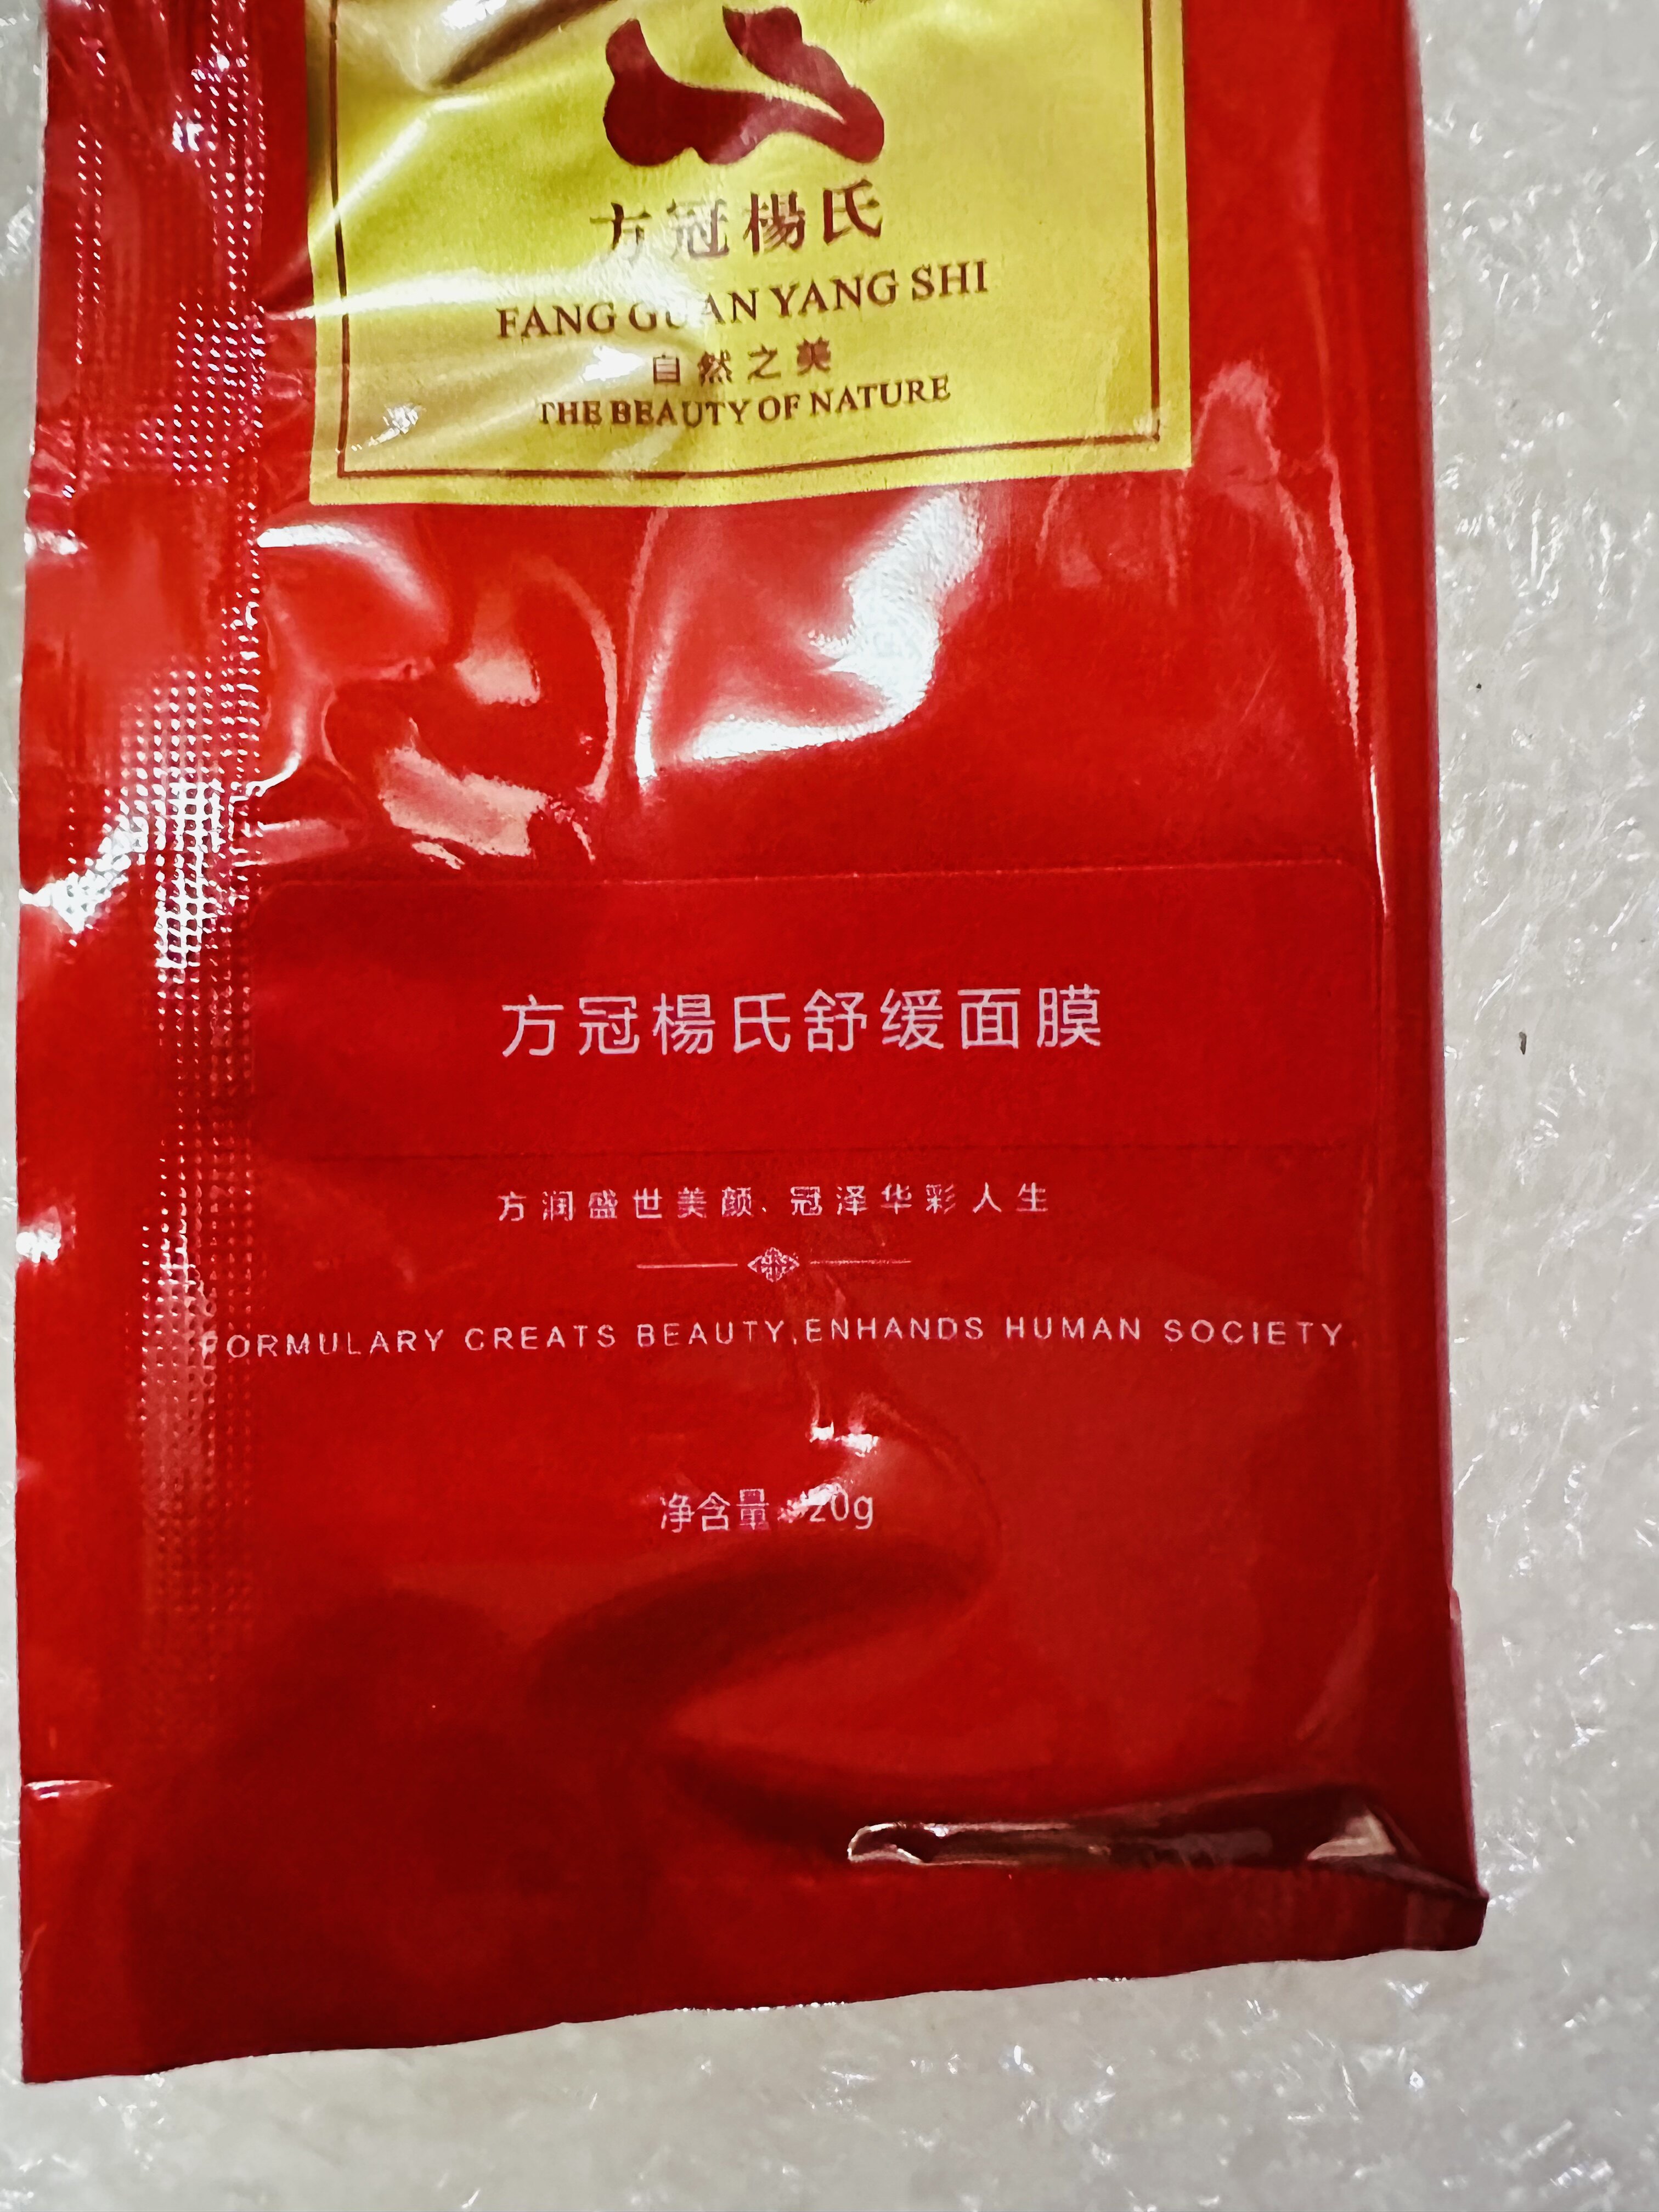 方冠楊氏
FANG GUAN YANG SHI
自然之美
THE BEAUTY OF NATURE
方冠楊氏舒缓面膜
方润盛世美颜、冠泽华彩人生
FORMULARY CREATS BEAUTY,ENHANDS HUMAN SOCIETY.
净含量：20g